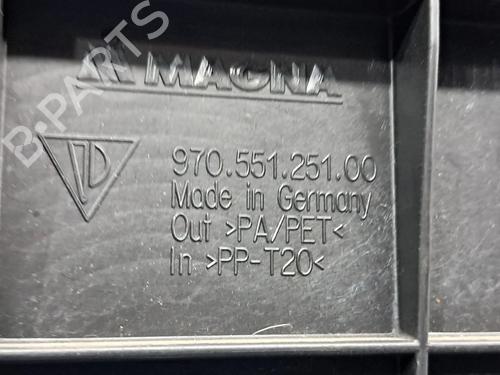 MAGNA
970.551.251.00
Made in Germany
Out >PA/PET<
In >PP-T20<
B-PARTS